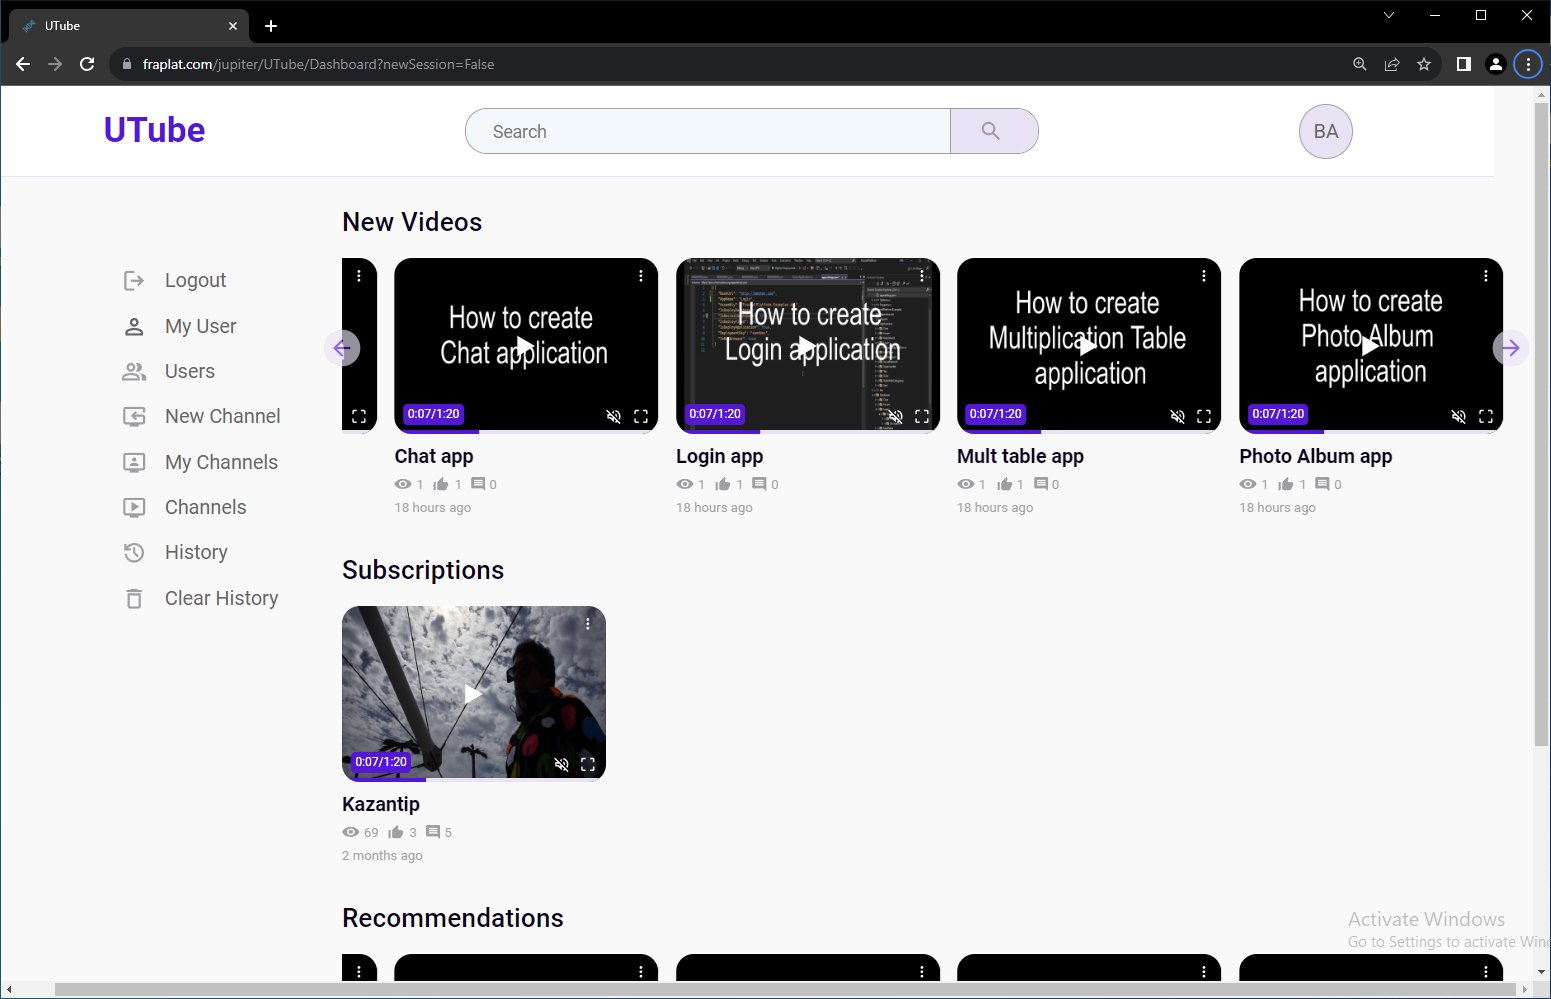 UTube
fraplat.com/jupiter/UTube/Dashboard?newSession=False
UTube
Search
BA
Logout
My User
Users
New Channel
My Channels
Channels
History
Clear History
New Videos
How to create
Chat application
0:07/1:20
Chat app
1 1 0
18 hours ago
How to create
Login application
0:07/1:20
Login app
1 1 0
18 hours ago
How to create
Multiplication Table
application
0:07/1:20
Mult table app
1 1 0
18 hours ago
How to create
Photo Album
application
0:07/1:20
Photo Album app
1 1 0
18 hours ago
Subscriptions
0:07/1:20
Kazantip
69 3 5
2 months ago
Recommendations
Activate Windows
Go to Settings to activate Win